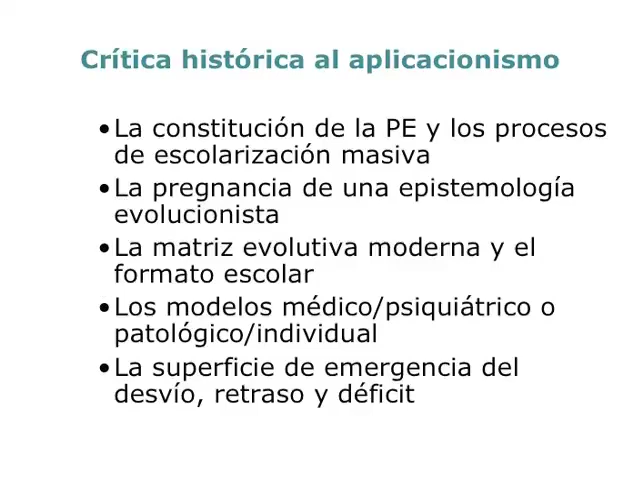 Crítica histórica al aplicacionismo
•La constitución de la PE y los procesos
de escolarización masiva
•La pregnancia de una epistemología
evolucionista
•La matriz evolutiva moderna y el
formato escolar
•Los modelos médico/psiquiátrico o
patológico/individual
•La superficie de emergencia del
desvío, retraso y déficit